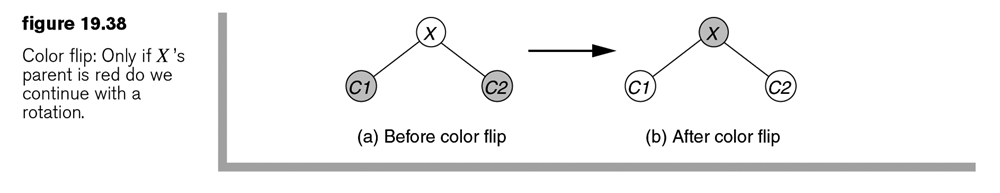 figure 19.38
Color flip: Only if X's
parent is red do we
continue with a
rotation.
X
C1
C2
(a) Before color flip
X
C1
C2
(b) After color flip